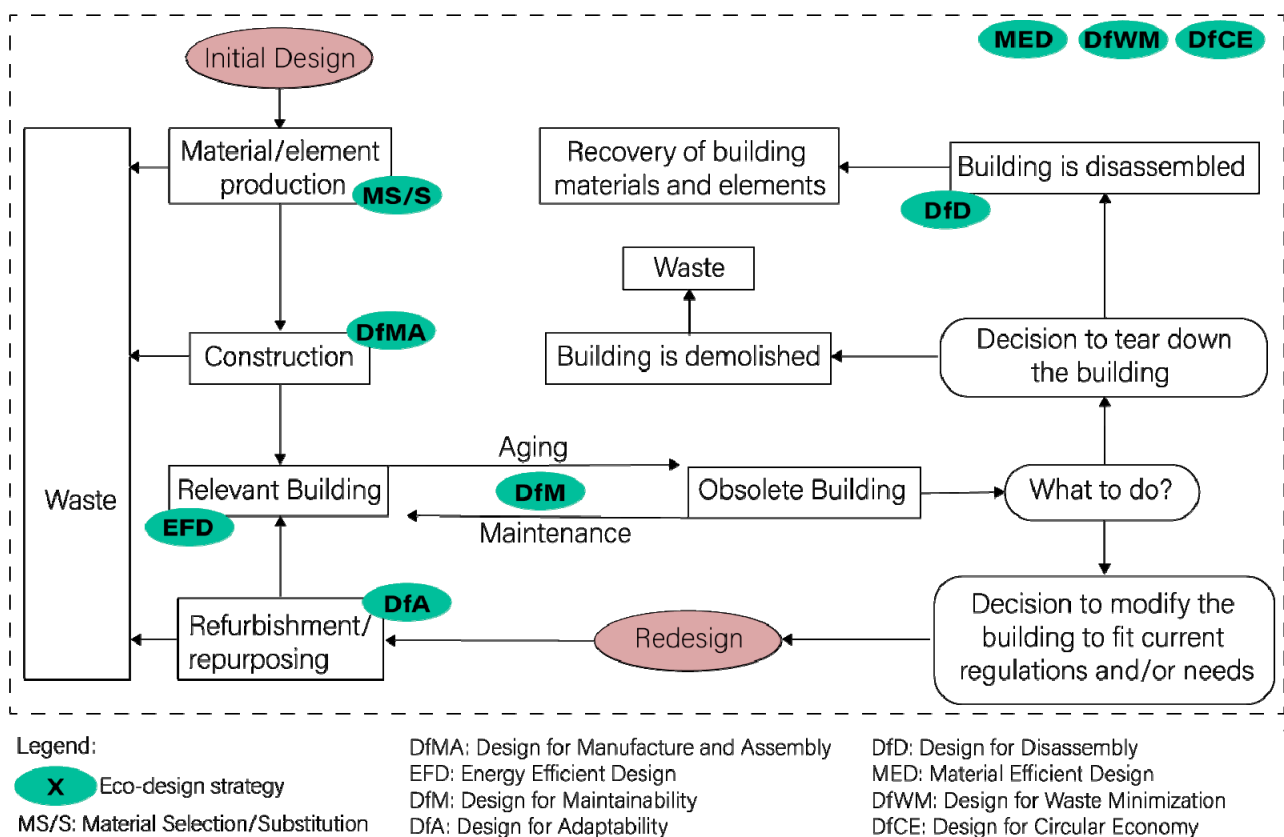 Initial Design
MED
DfWM
DfCE
Material/element
production
MS/S
Recovery of building
materials and elements
Building is disassembled
DfD
Waste
DfMA
Construction
Building is demolished
Decision to tear down
the building
Waste
Aging
Relevant Building
EFD
DfM
Maintenance
Obsolete Building
What to do?
DfA
Refurbishment/
repurposing
Redesign
Decision to modify the
building to fit current
regulations and/or needs
Legend:
X Eco-design strategy
MS/S: Material Selection/Substitution
DfMA: Design for Manufacture and Assembly
EFD: Energy Efficient Design
DfM: Design for Maintainability
DfA: Design for Adaptability
DfD: Design for Disassembly
MED: Material Efficient Design
DfWM: Design for Waste Minimization
DfCE: Design for Circular Economy